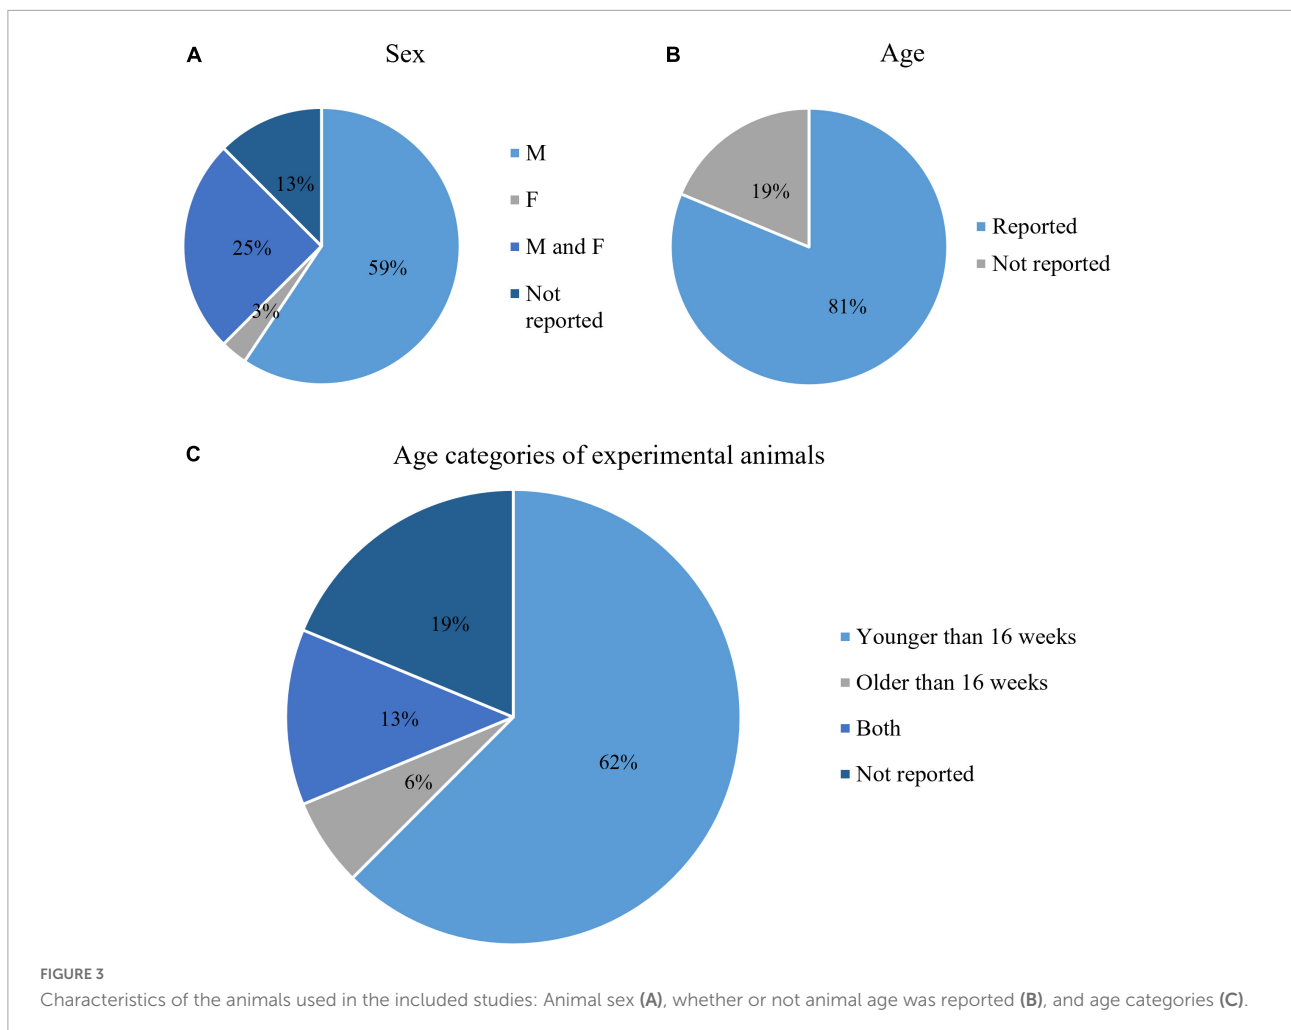 A
Sex
13%
25%
59%
3%
M
F
M and F
Not
reported
B
Age
19%
81%
Reported
Not reported
C
Age categories of experimental animals
19%
13%
6%
62%
Younger than 16 weeks
Older than 16 weeks
Both
Not reported
FIGURE 3
Characteristics of the animals used in the included studies: Animal sex (A), whether or not animal age was reported (B), and age categories (C).